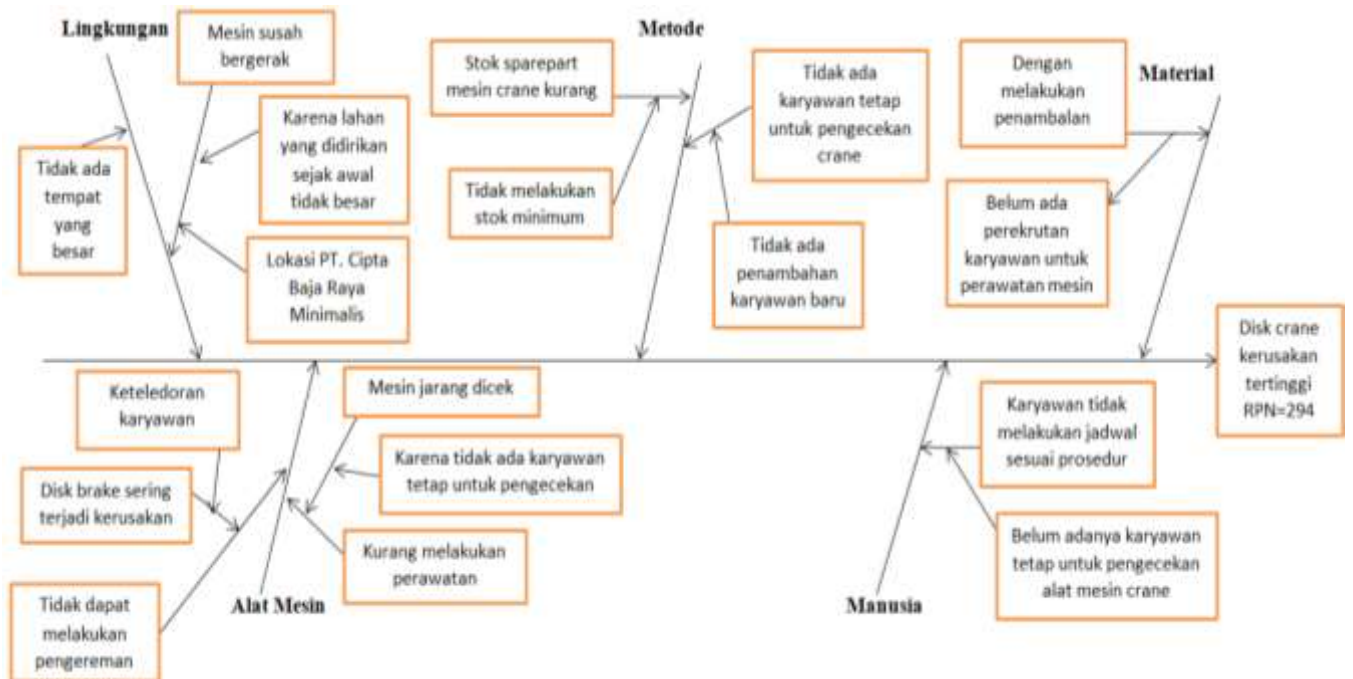 Lingkungan
Mesin susah
bergerak
Karena lahan
yang didirikan
sejak awal
tidak besar
Tidak ada
tempat
yang
besar
Lokasi PT. Cipta
Baja Raya
Minimalis
Metode
Stok sparepart
mesin crane kurang
Tidak melakukan
stok minimum
Tidak ada
karyawan tetap
untuk pengecekan
crane
Tidak ada
penambahan
karyawan baru
Material
Dengan
melakukan
penambalan
Belum ada
perekrutan
karyawan untuk
perawatan mesin
Disk crane
kerusakan
tertinggi
RPN=294
Keteledoran
karyawan
Disk brake sering
terjadi kerusakan
Tidak dapat
melakukan
pengereman
Mesin jarang dicek
Karena tidak ada karyawan
tetap untuk pengecekan
Kurang melakukan
perawatan
Alat Mesin
Karyawan tidak
melakukan jadwal
sesuai prosedur
Belum adanya karyawan
tetap untuk pengecekan
alat mesin crane
Manusia